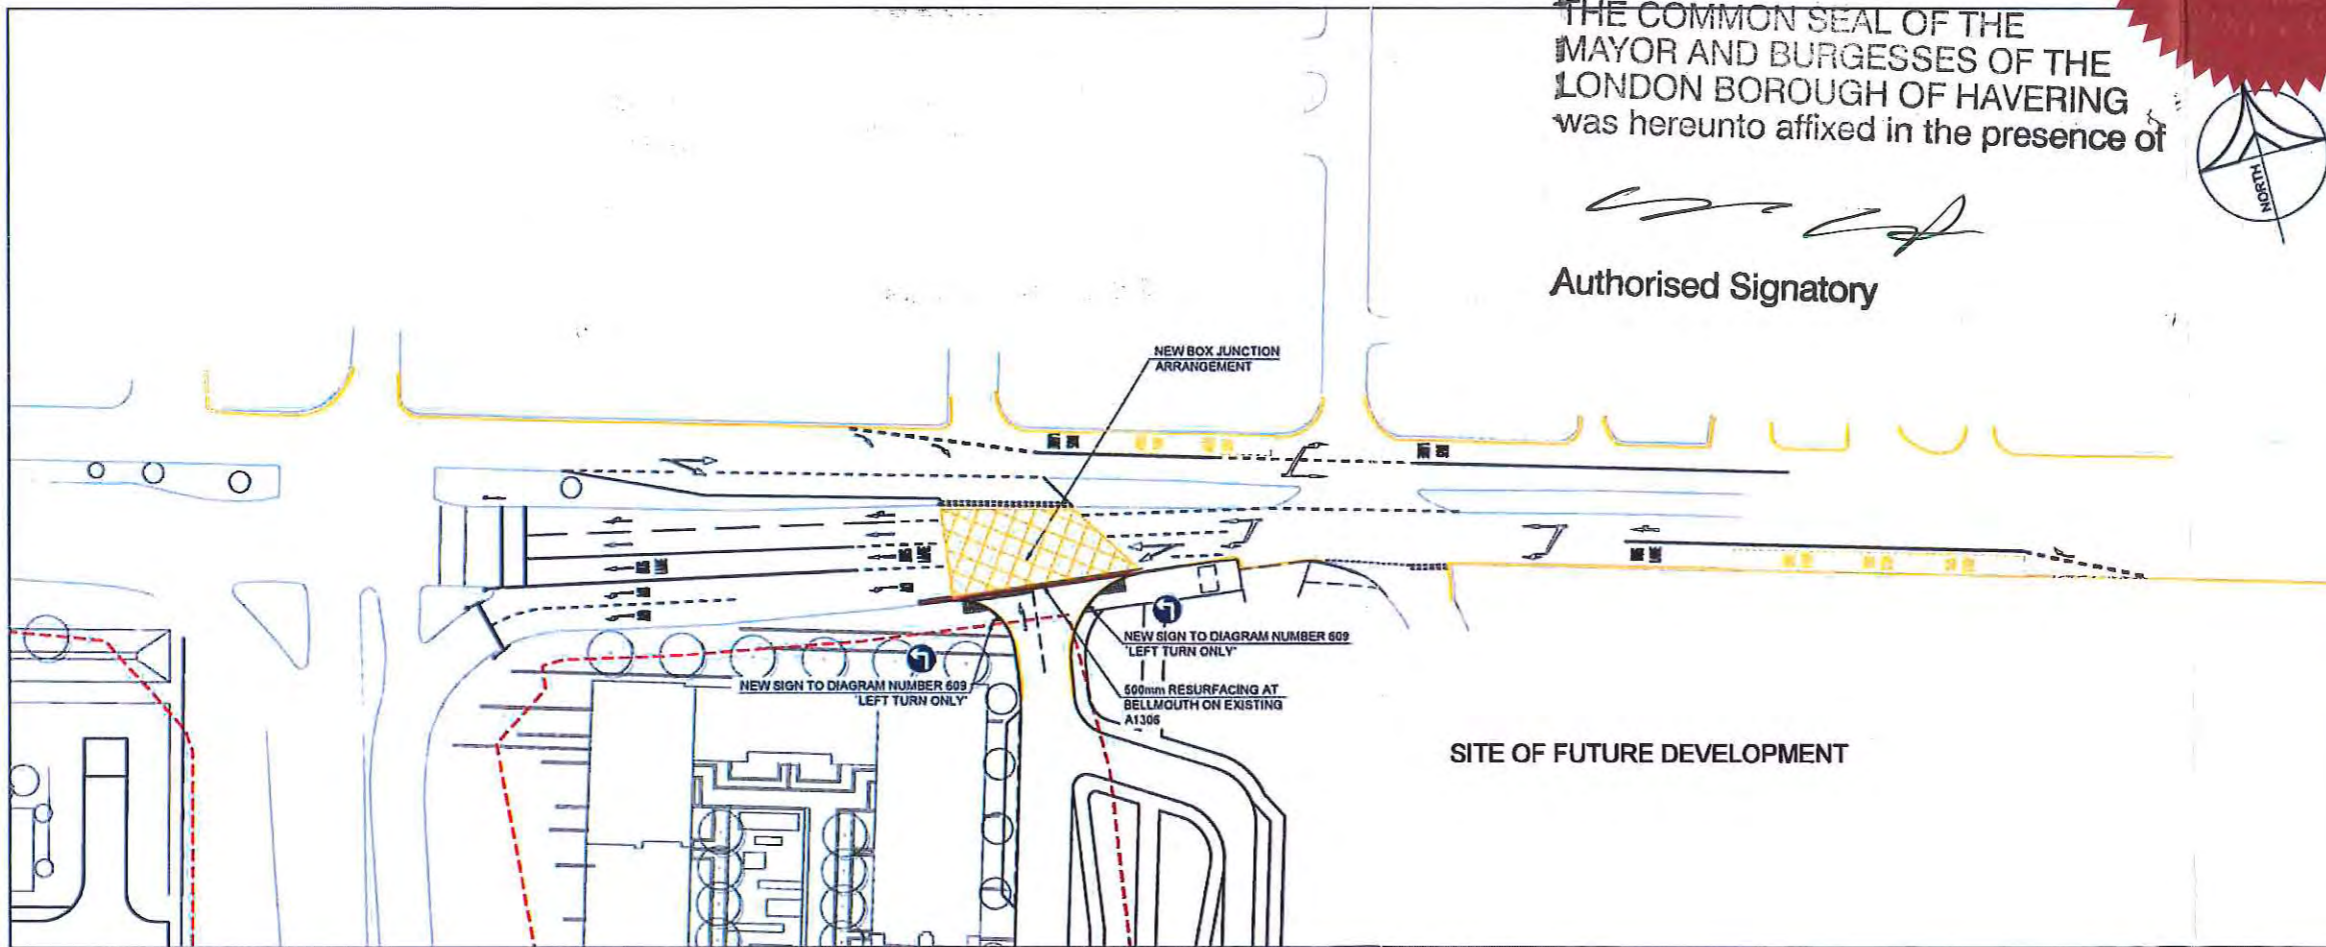 THE COMMON SEAL OF THE
MAYOR AND BURGESSES OF THE
LONDON BOROUGH OF HAVERING
was hereunto affixed in the presence of
NORTH
Authorised Signatory
NEW BOX JUNCTION
ARRANGEMENT
NEW SIGN TO DIAGRAM NUMBER 609
'LEFT TURN ONLY'
NEW SIGN TO DIAGRAM NUMBER 609
'LEFT TURN ONLY'
500mm RESURFACING AT
BELLMOUTH ON EXISTING
A1306
SITE OF FUTURE DEVELOPMENT